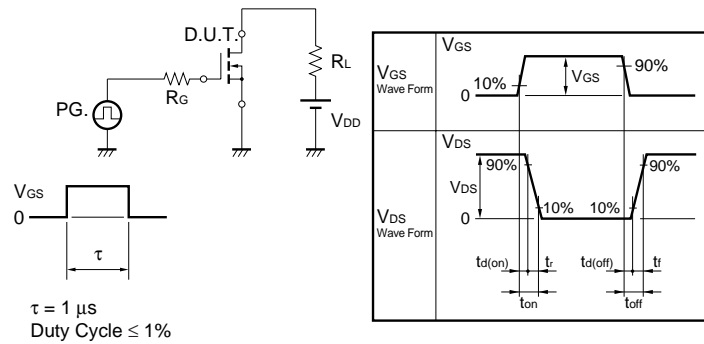 D.U.T.
RL
RG
PG.
VDD
VGS
0
τ
τ = 1 μs
Duty Cycle ≤ 1%
VGS
Wave Form
VGS
10%
VGS
90%
0
VDS
Wave Form
VDS
90%
90%
VDS
10%
10%
0
td(on)
tr
td(off)
tf
ton
toff